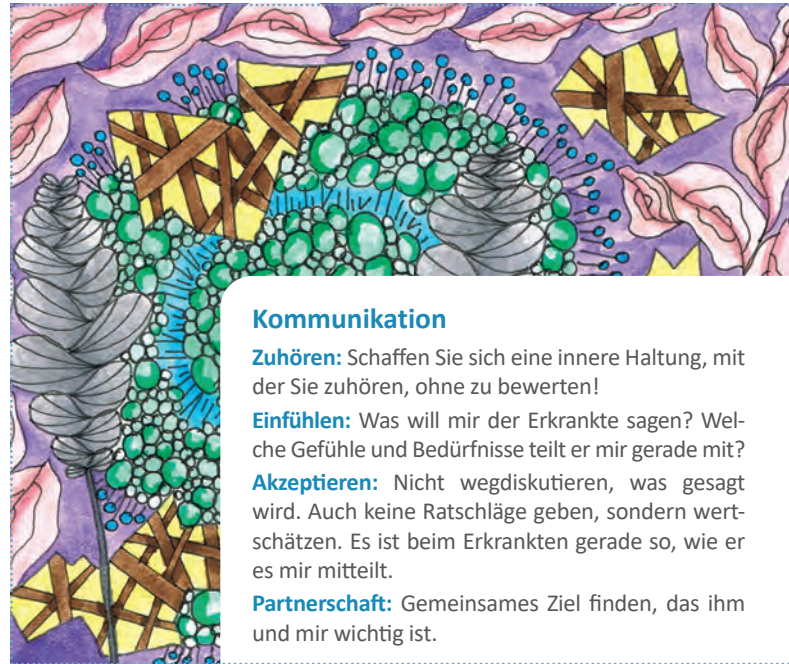 Kommunikation
Zuhören: Schaffen Sie sich eine innere Haltung, mit
der Sie zuhören, ohne zu bewerten!
Einfühlen: Was will mir der Erkrankte sagen? Wel-
che Gefühle und Bedürfnisse teilt er mir gerade mit?
Akzeptieren: Nicht wegdiskutieren, was gesagt
wird. Auch keine Ratschläge geben, sondern wert-
schätzen. Es ist beim Erkrankten gerade so, wie er
es mir mitteilt.
Partnerschaft: Gemeinsames Ziel finden, das ihm
und mir wichtig ist.